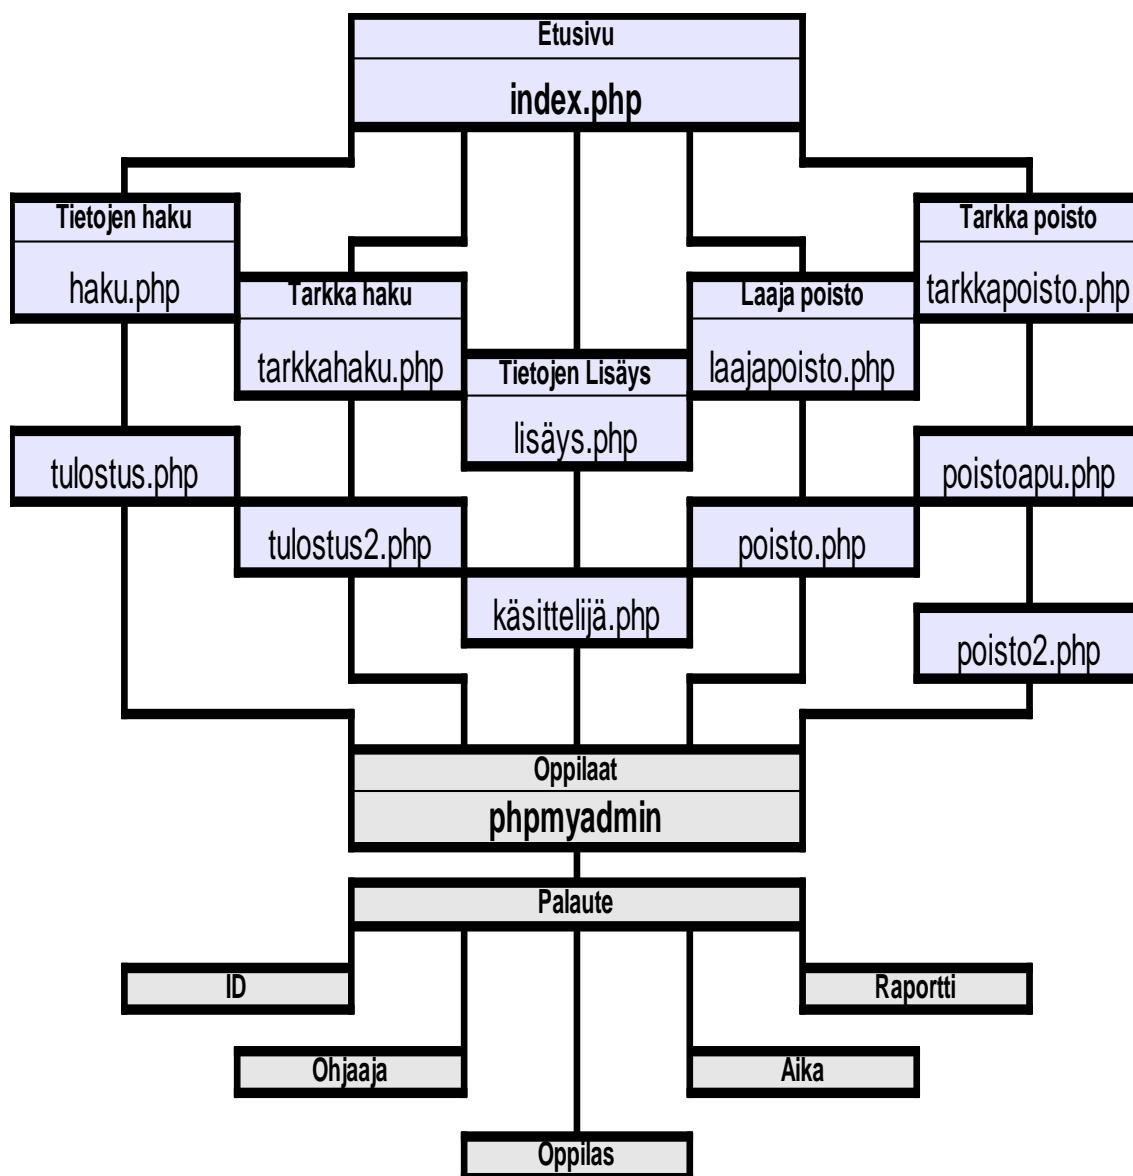 Etusivu
index.php
Tietojen haku
haku.php
Tarkka haku
tarkkahaku.php
Tietojen Lisäys
lisäys.php
Laaja poisto
laajapoisto.php
Tarkka poisto
tarkkapoisto.php
tulostus.php
tulostus2.php
käsittelijä.php
poisto.php
poistoapu.php
poisto2.php
Oppilaat
phpmyadmin
Palaute
ID
Ohjaaja
Oppilas
Aika
Raportti